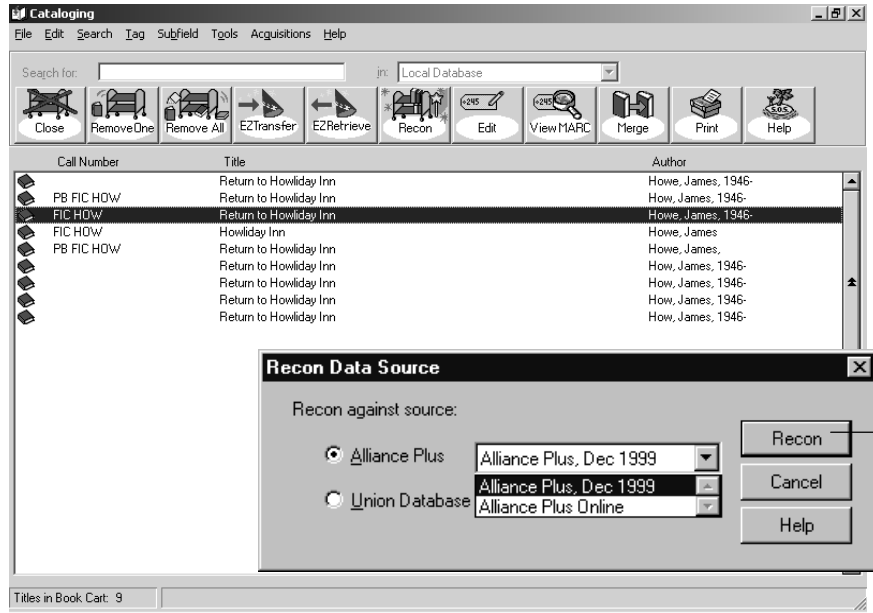 Cataloging
File Edit Search Tag Subfield Tools Acquisitions Help
Search for: in: Local Database
Close RemoveOne Remove All EZTransfer EZRetrieve Recon +245 Edit +245 ViewMARC Merge Print S.O.S. Help
Call Number Title Author
Return to Howliday Inn Howe, James, 1946-
PB FIC HOW Return to Howliday Inn How, James, 1946-
FIC HOW Return to Howliday Inn Howe, James, 1946-
FIC HOW Howliday Inn Howe, James
PB FIC HOW Return to Howliday Inn Howe, James,
Return to Howliday Inn How, James, 1946-
Return to Howliday Inn How, James, 1946-
Return to Howliday Inn How, James, 1946-
Return to Howliday Inn How, James, 1946-
Recon Data Source
Recon against source:
Alliance Plus Alliance Plus, Dec 1999 Recon
Alliance Plus, Dec 1999 Cancel
Union Database Alliance Plus Online
Help
Titles in Book Cart: 9